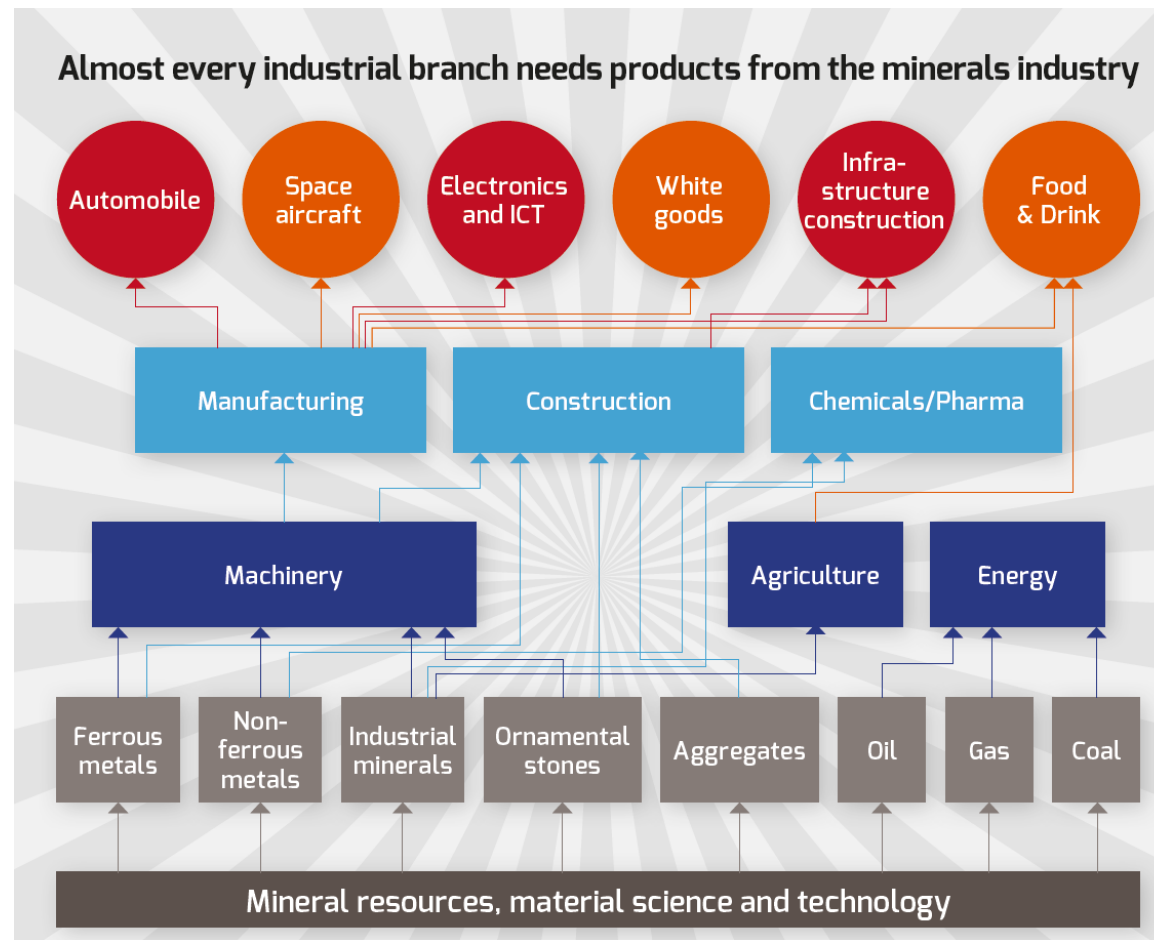 Almost every industrial branch needs products from the minerals industry
Automobile
Space
aircraft
Electronics
and ICT
White
goods
Infra-
structure
construction
Food
& Drink
Manufacturing
Construction
Chemicals/Pharma
Machinery
Agriculture
Energy
Ferrous
metals
Non-
ferrous
metals
Industrial
minerals
Ornamental
stones
Aggregates
Oil
Gas
Coal
Mineral resources, material science and technology